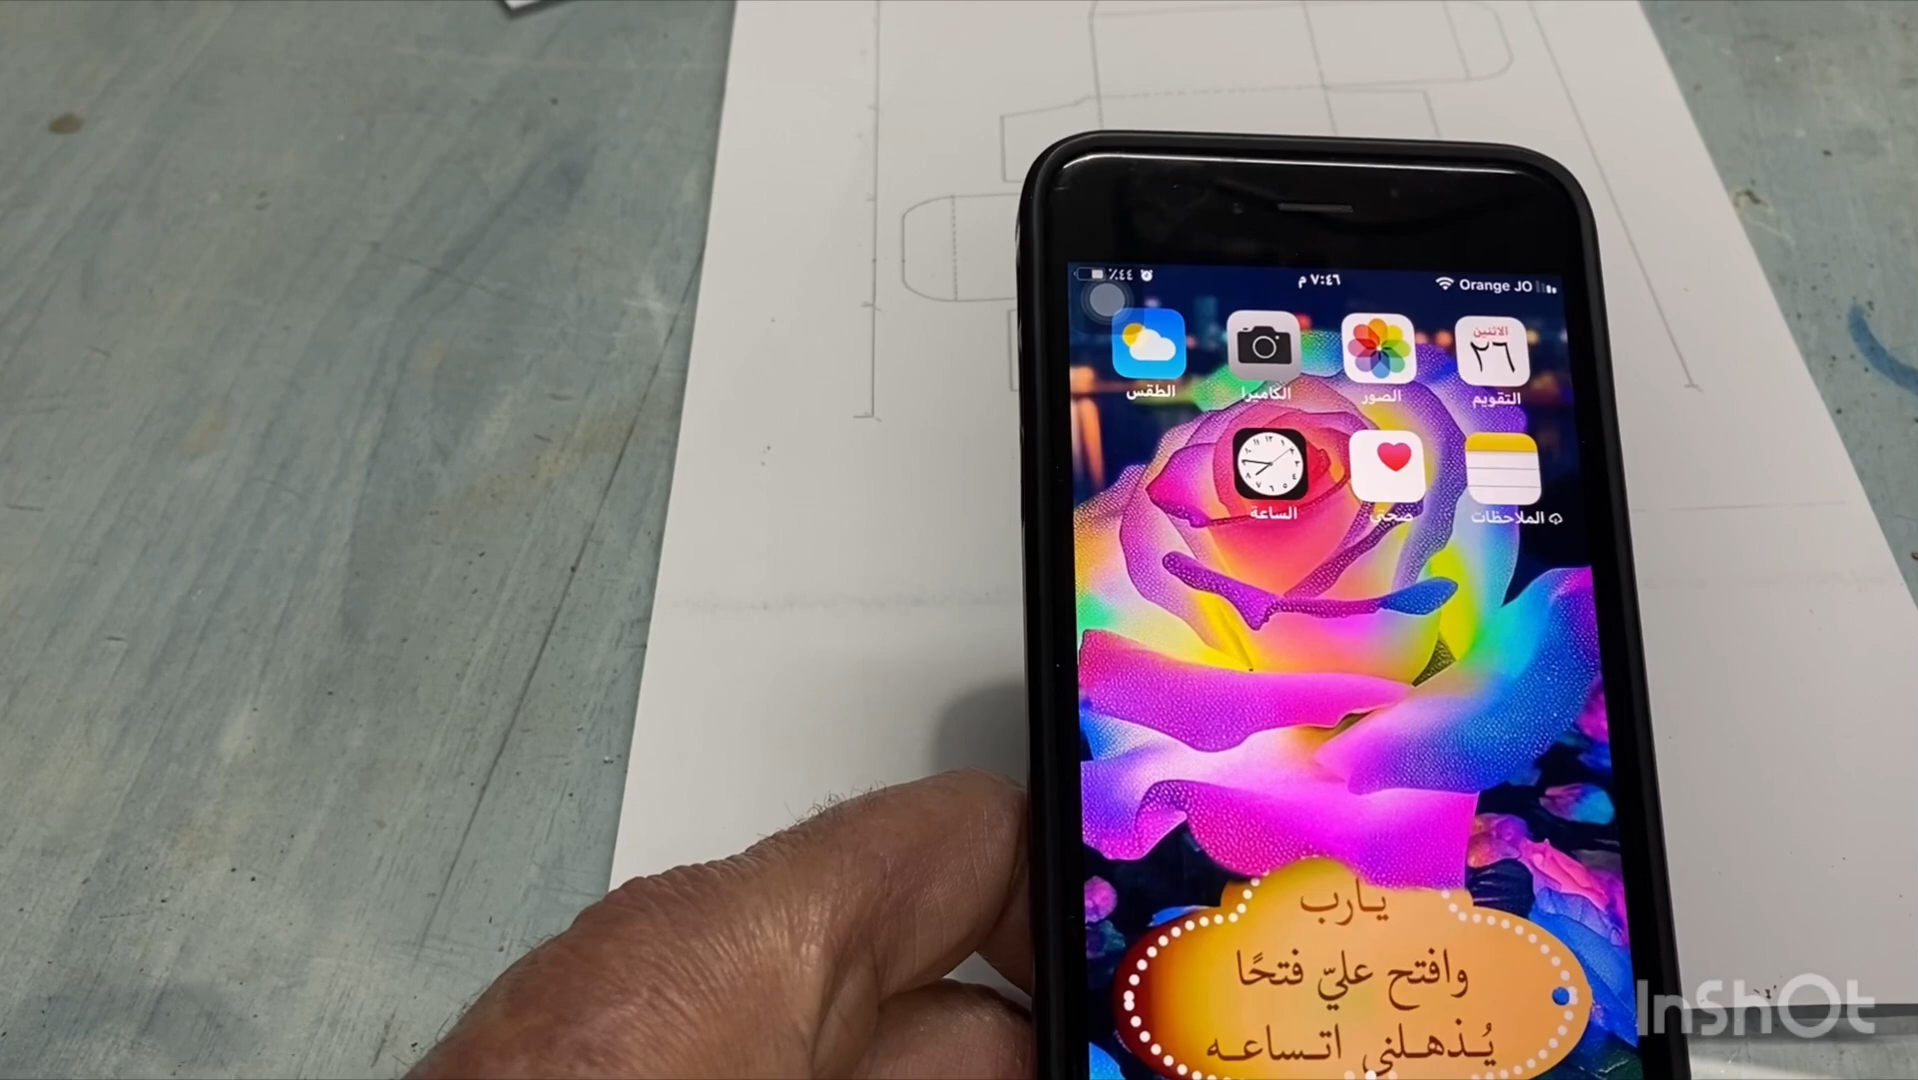 Orange JO ٧:٤٦ م ٪٤٤
الاثنين
٢٦
التقويم الصور الكاميرا الطقس
الملاحظات صحتي الساعة
يارب
وافتح عليّ فتحًا
يُذهلني اتساعه
InShOt